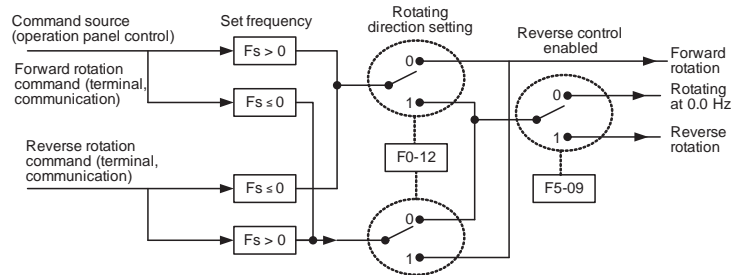 Command source
(operation panel control)
Set frequency
Rotating
direction setting
Reverse control
enabled
Fs > 0
0
Forward
rotation
Forward rotation
command (terminal,
communication)
Fs ≤ 0
1
0
Rotating
at 0.0 Hz
1
Reverse
rotation
Reverse rotation
command (terminal,
communication)
F0-12
F5-09
Fs ≤ 0
0
Fs > 0
1